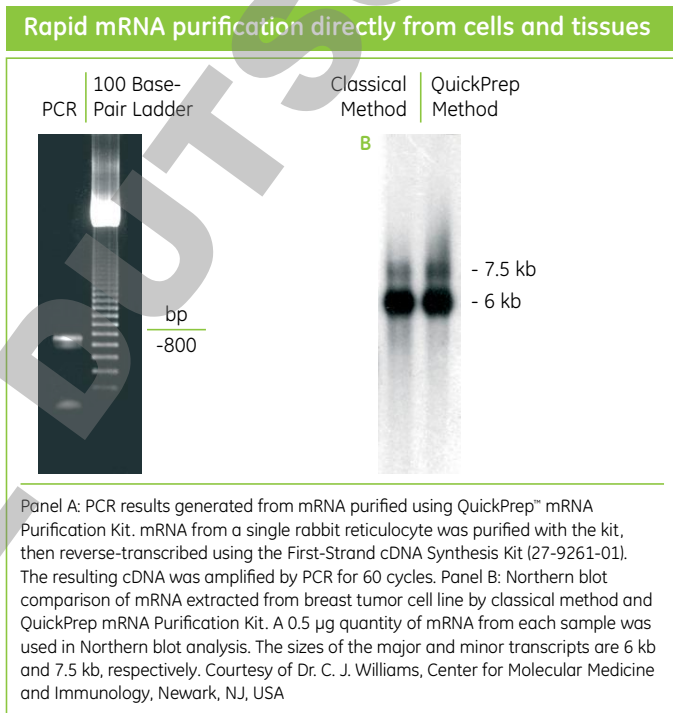 Rapid mRNA purification directly from cells and tissues
PCR
100 Base-
Pair Ladder
bp
-800
Classical
Method
QuickPrep
Method
B
- 7.5 kb
- 6 kb
Panel A: PCR results generated from mRNA purified using QuickPrep™ mRNA
Purification Kit. mRNA from a single rabbit reticulocyte was purified with the kit,
then reverse-transcribed using the First-Strand cDNA Synthesis Kit (27-9261-01).
The resulting cDNA was amplified by PCR for 60 cycles. Panel B: Northern blot
comparison of mRNA extracted from breast tumor cell line by classical method and
QuickPrep mRNA Purification Kit. A 0.5 µg quantity of mRNA from each sample was
used in Northern blot analysis. The sizes of the major and minor transcripts are 6 kb
and 7.5 kb, respectively. Courtesy of Dr. C. J. Williams, Center for Molecular Medicine
and Immunology, Newark, NJ, USA